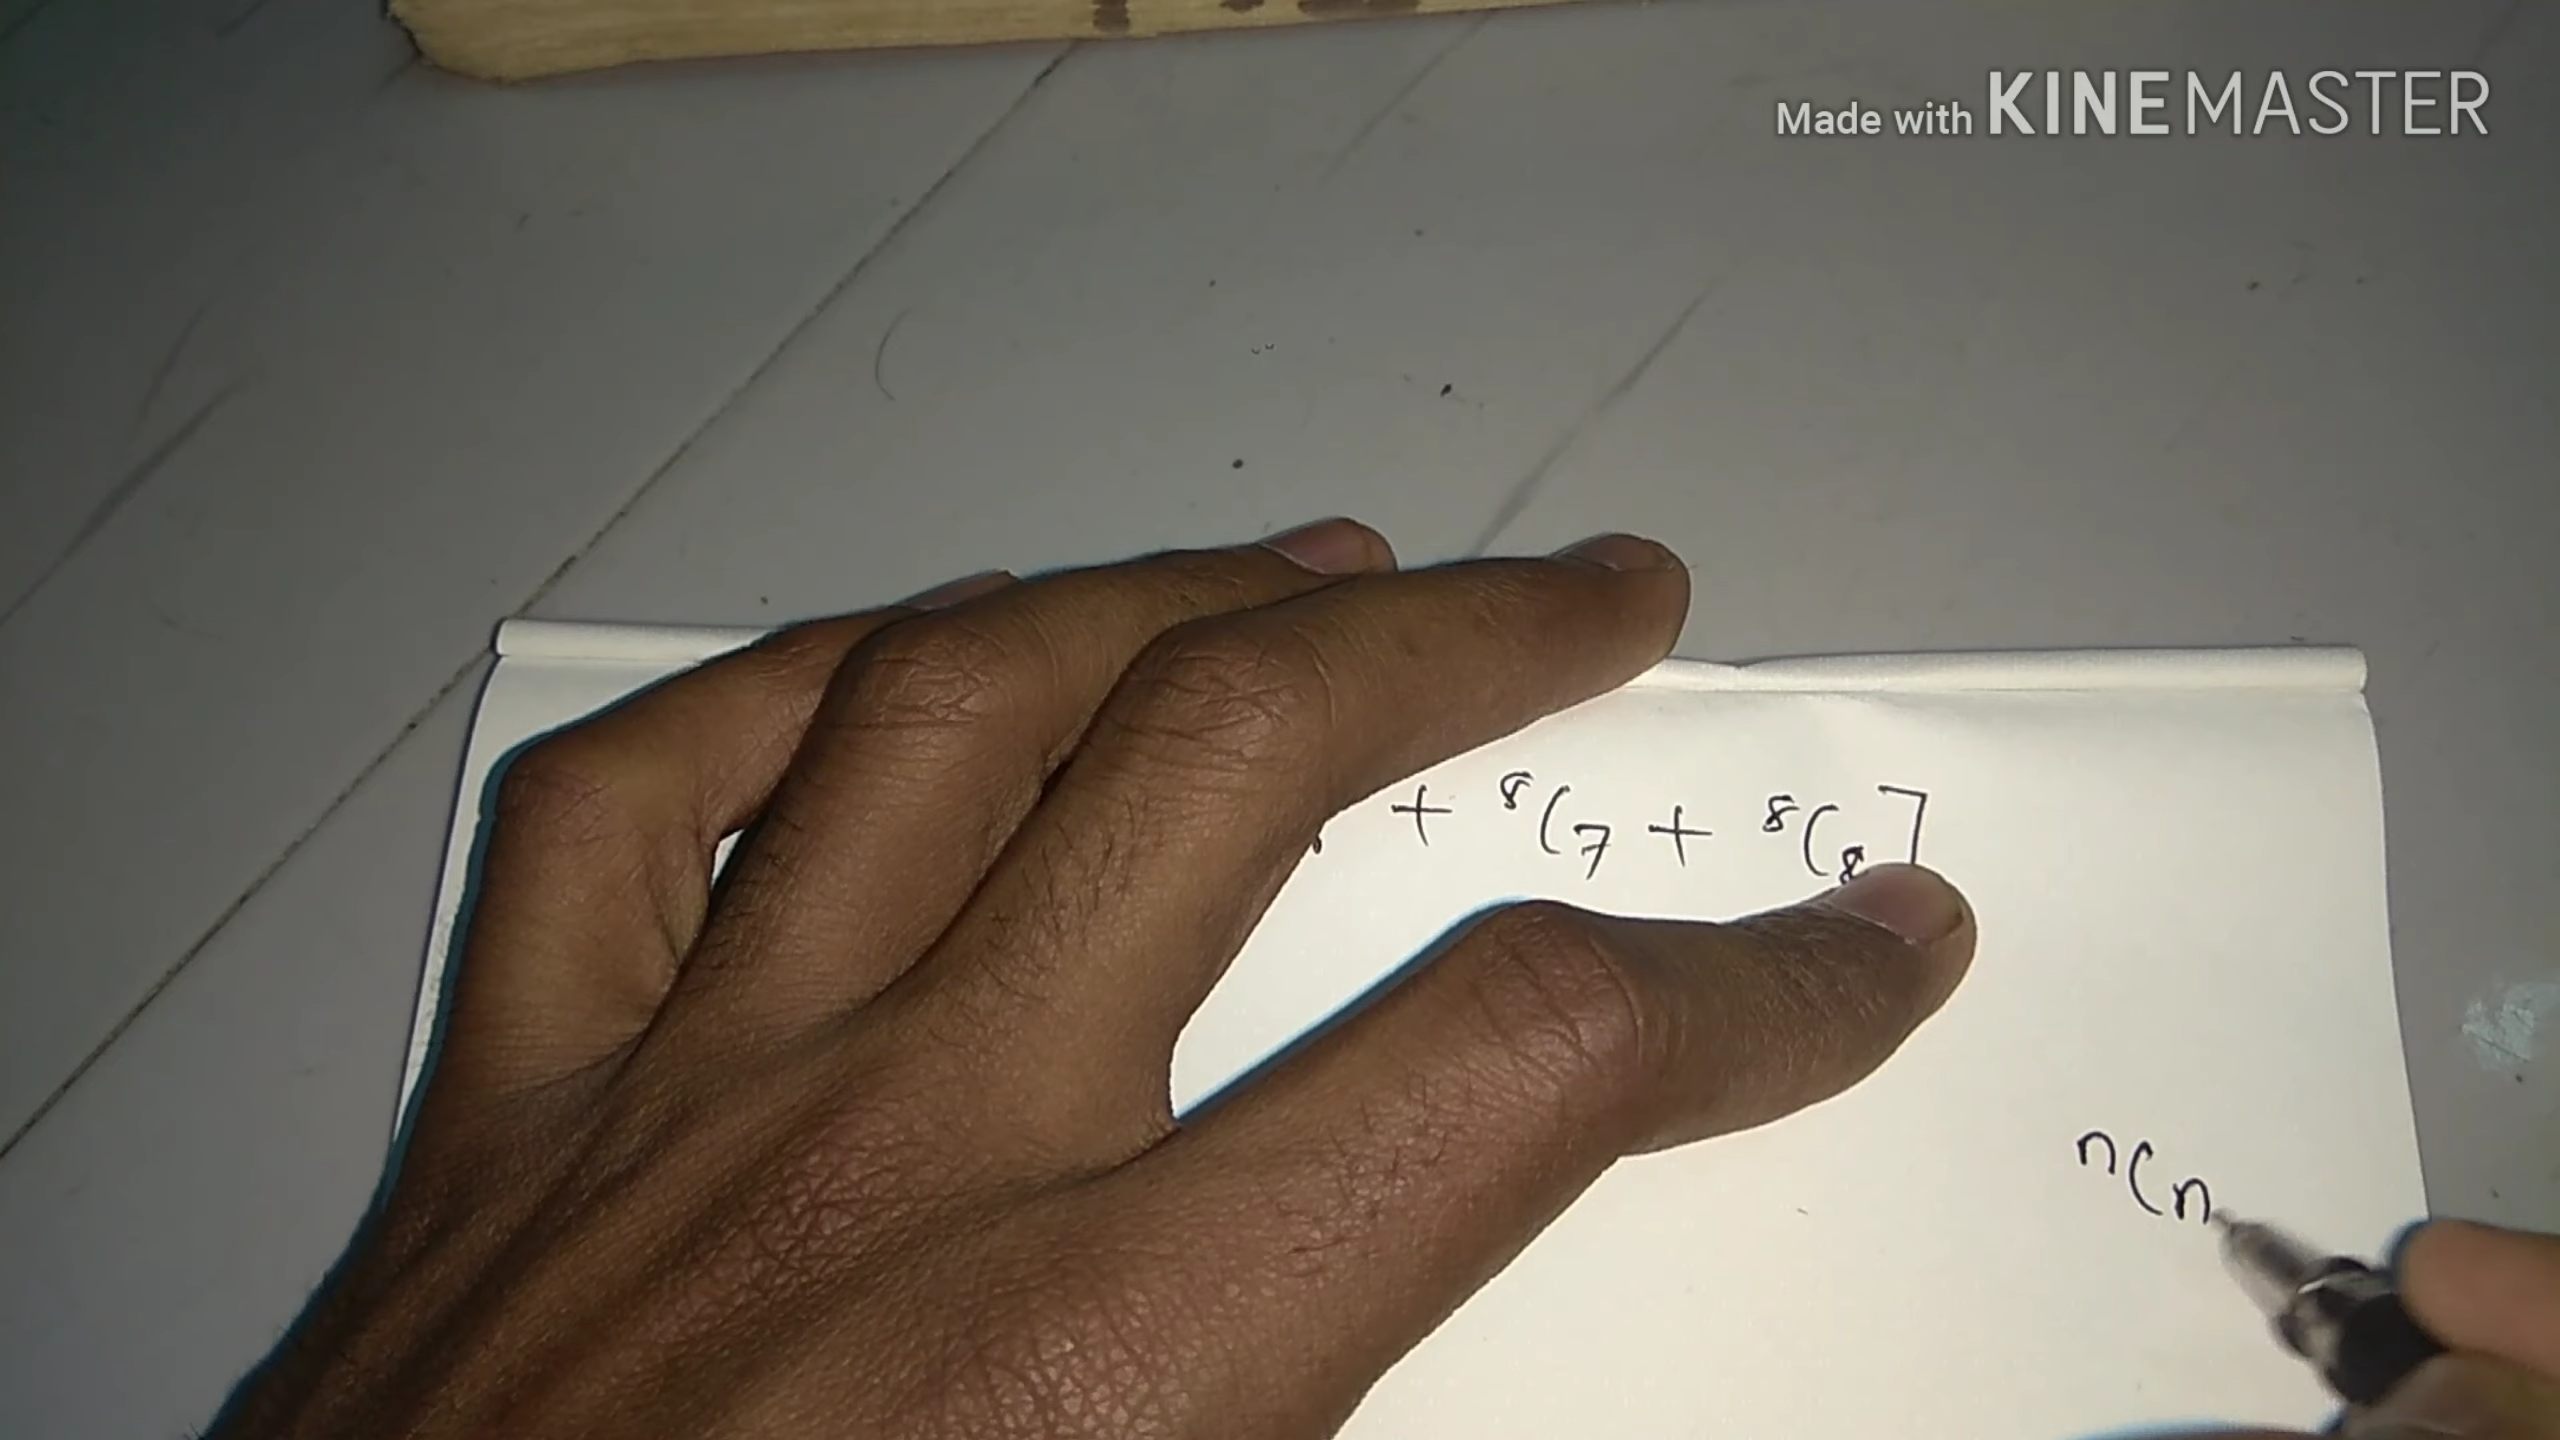 Made with KINEMASTER
+ ⁸C₇ + ⁸C₈]
ⁿCₙ